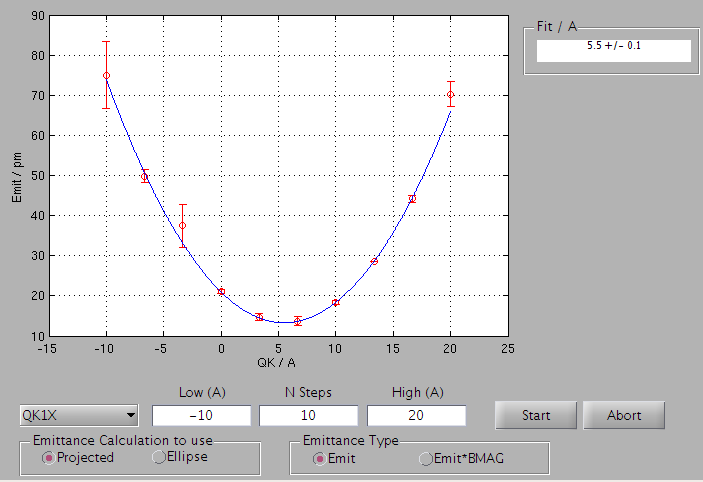 Fit / A
5.5 +/- 0.1
90
80
70
60
50
40
30
20
10
Emit / pm
-15 -10 -5 0 5 10 15 20 25
QK / A
Low (A) N Steps High (A)
QK1X -10 10 20 Start Abort
Emittance Calculation to use Emittance Type
Projected Ellipse Emit Emit*BMAG